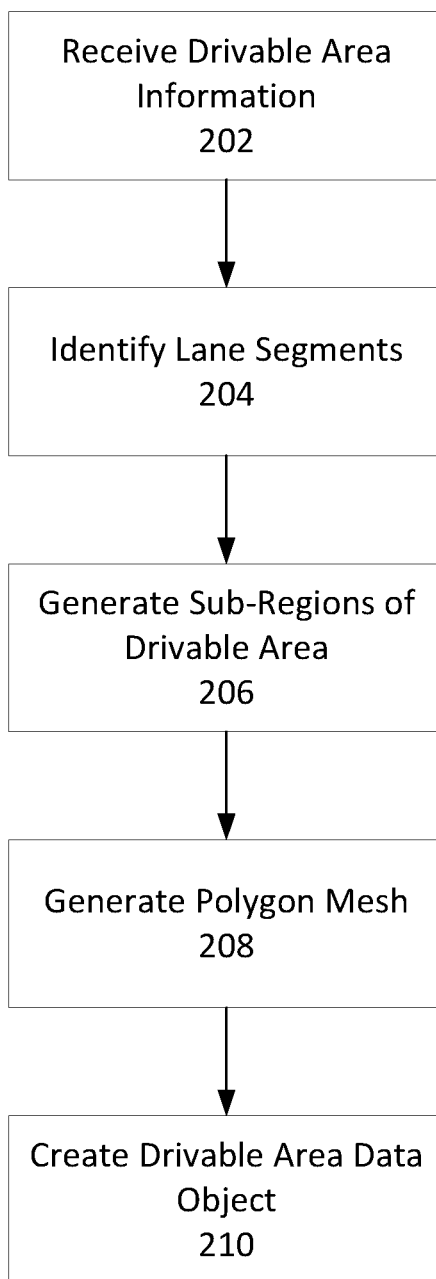 Receive Drivable Area
Information
202
Identify Lane Segments
204
Generate Sub-Regions of
Drivable Area
206
Generate Polygon Mesh
208
Create Drivable Area Data
Object
210